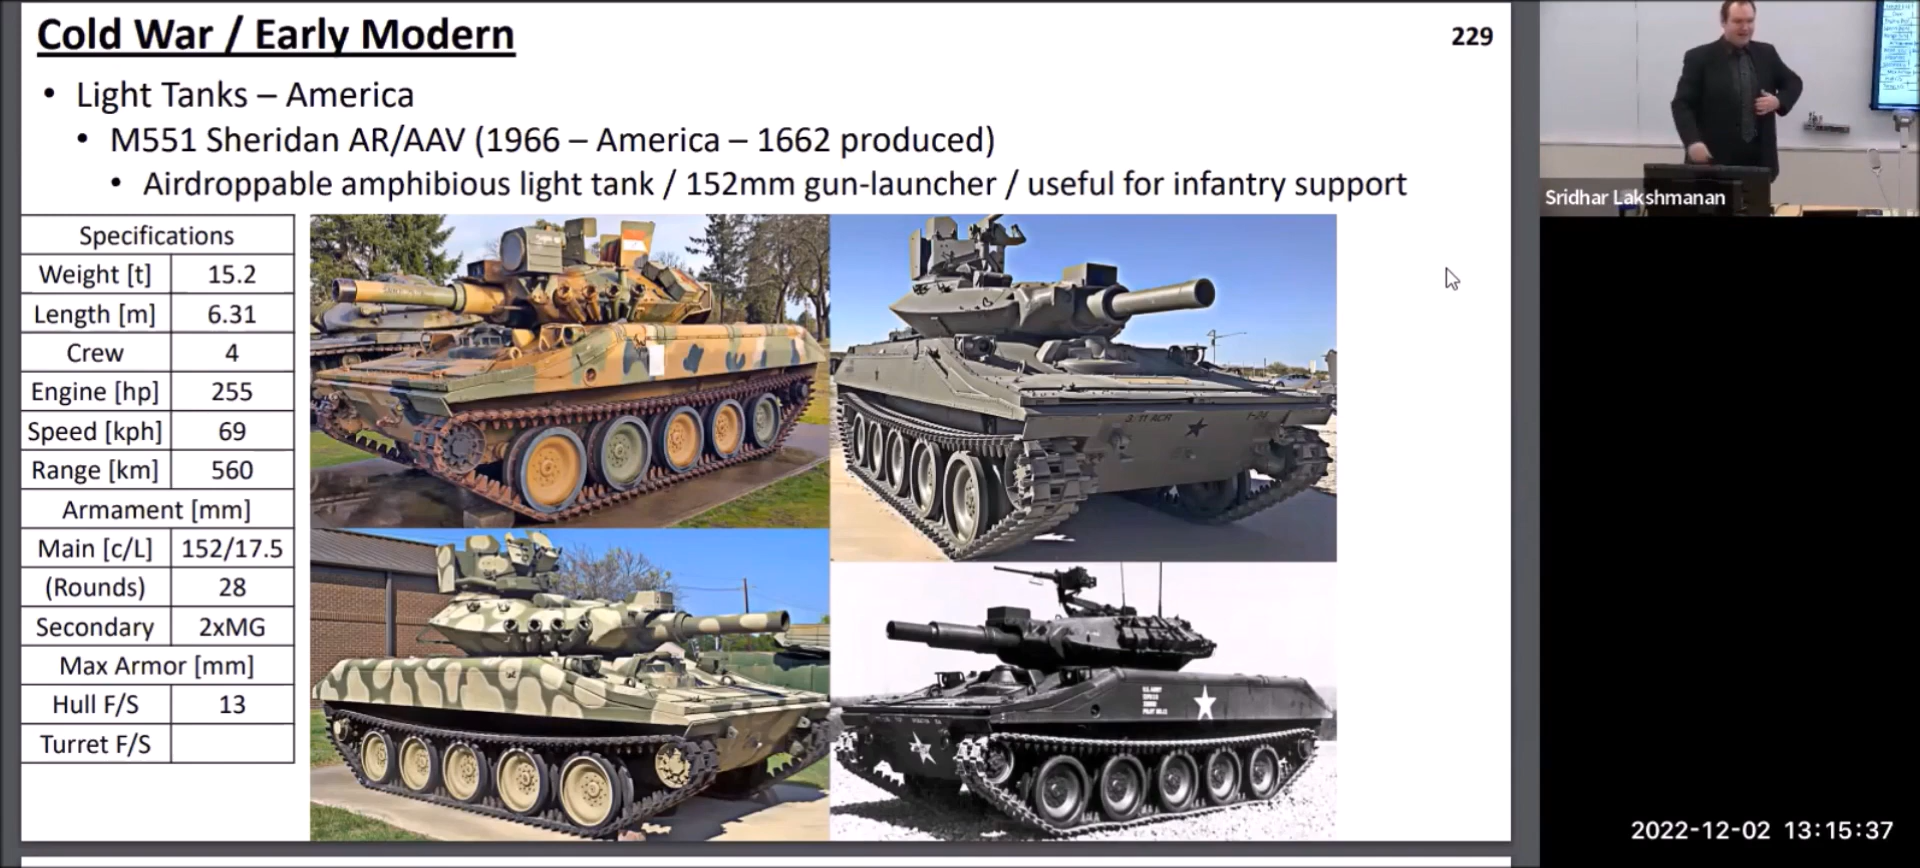 Cold War / Early Modern
229
• Light Tanks – America
• M551 Sheridan AR/AAV (1966 – America – 1662 produced)
• Airdroppable amphibious light tank / 152mm gun-launcher / useful for infantry support
Specifications
Weight [t] 15.2
Length [m] 6.31
Crew 4
Engine [hp] 255
Speed [kph] 69
Range [km] 560
Armament [mm]
Main [c/L] 152/17.5
(Rounds) 28
Secondary 2xMG
Max Armor [mm]
Hull F/S 13
Turret F/S
3. 11 ACR
Sridhar Lakshmanan
2022-12-02 13:15:37